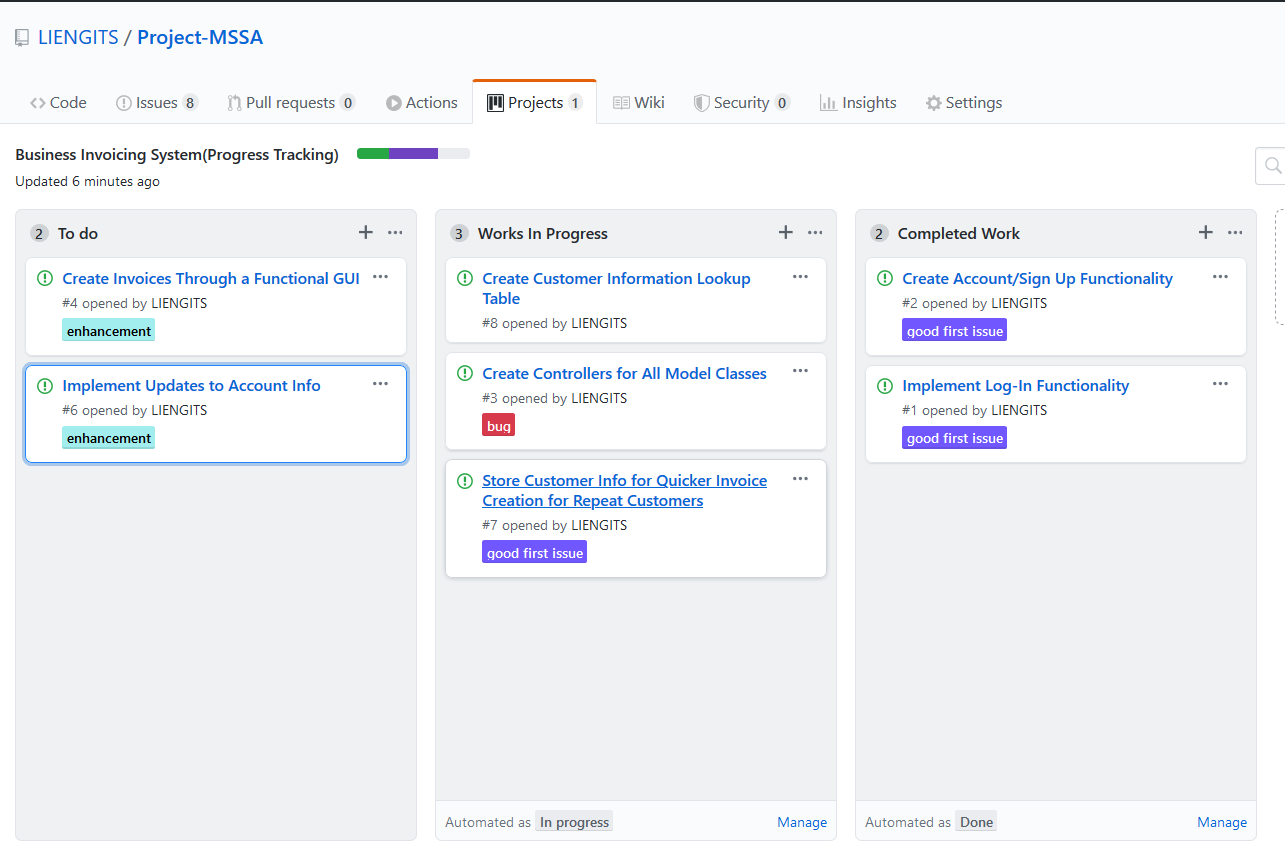 LIENGITS / Project-MSSA
Code Issues 8 Pull requests 0 Actions Projects 1 Wiki Security 0 Insights Settings
Business Invoicing System(Progress Tracking)
Updated 6 minutes ago
2 To do
Create Invoices Through a Functional GUI
#4 opened by LIENGITS
enhancement
Implement Updates to Account Info
#6 opened by LIENGITS
enhancement
3 Works In Progress
Create Customer Information Lookup
Table
#8 opened by LIENGITS
Create Controllers for All Model Classes
#3 opened by LIENGITS
bug
Store Customer Info for Quicker Invoice
Creation for Repeat Customers
#7 opened by LIENGITS
good first issue
Automated as In progress Manage
2 Completed Work
Create Account/Sign Up Functionality
#2 opened by LIENGITS
good first issue
Implement Log-In Functionality
#1 opened by LIENGITS
good first issue
Automated as Done Manage